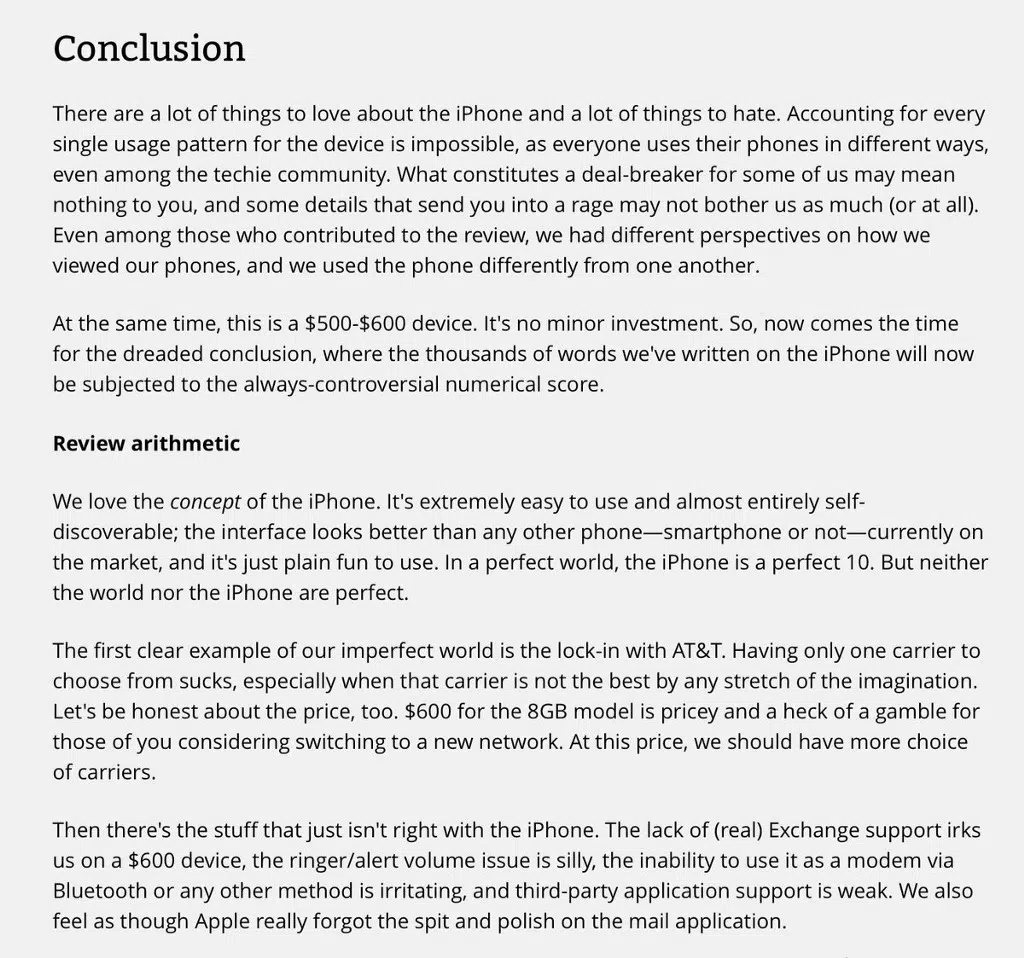 Conclusion
There are a lot of things to love about the iPhone and a lot of things to hate. Accounting for every
single usage pattern for the device is impossible, as everyone uses their phones in different ways,
even among the techie community. What constitutes a deal-breaker for some of us may mean
nothing to you, and some details that send you into a rage may not bother us as much (or at all).
Even among those who contributed to the review, we had different perspectives on how we
viewed our phones, and we used the phone differently from one another.
At the same time, this is a $500-$600 device. It's no minor investment. So, now comes the time
for the dreaded conclusion, where the thousands of words we've written on the iPhone will now
be subjected to the always-controversial numerical score.
Review arithmetic
We love the concept of the iPhone. It's extremely easy to use and almost entirely self-
discoverable; the interface looks better than any other phone—smartphone or not—currently on
the market, and it's just plain fun to use. In a perfect world, the iPhone is a perfect 10. But neither
the world nor the iPhone are perfect.
The first clear example of our imperfect world is the lock-in with AT&T. Having only one carrier to
choose from sucks, especially when that carrier is not the best by any stretch of the imagination.
Let's be honest about the price, too. $600 for the 8GB model is pricey and a heck of a gamble for
those of you considering switching to a new network. At this price, we should have more choice
of carriers.
Then there's the stuff that just isn't right with the iPhone. The lack of (real) Exchange support irks
us on a $600 device, the ringer/alert volume issue is silly, the inability to use it as a modem via
Bluetooth or any other method is irritating, and third-party application support is weak. We also
feel as though Apple really forgot the spit and polish on the mail application.